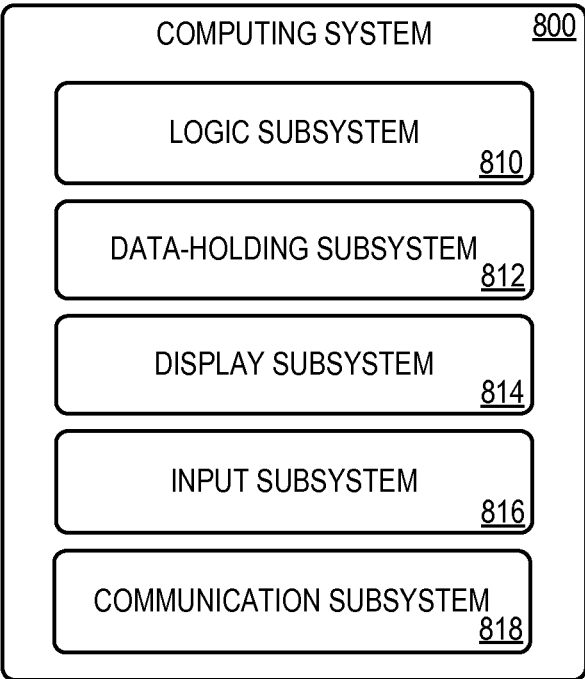 COMPUTING SYSTEM 800
LOGIC SUBSYSTEM
810
DATA-HOLDING SUBSYSTEM
812
DISPLAY SUBSYSTEM
814
INPUT SUBSYSTEM
816
COMMUNICATION SUBSYSTEM
818